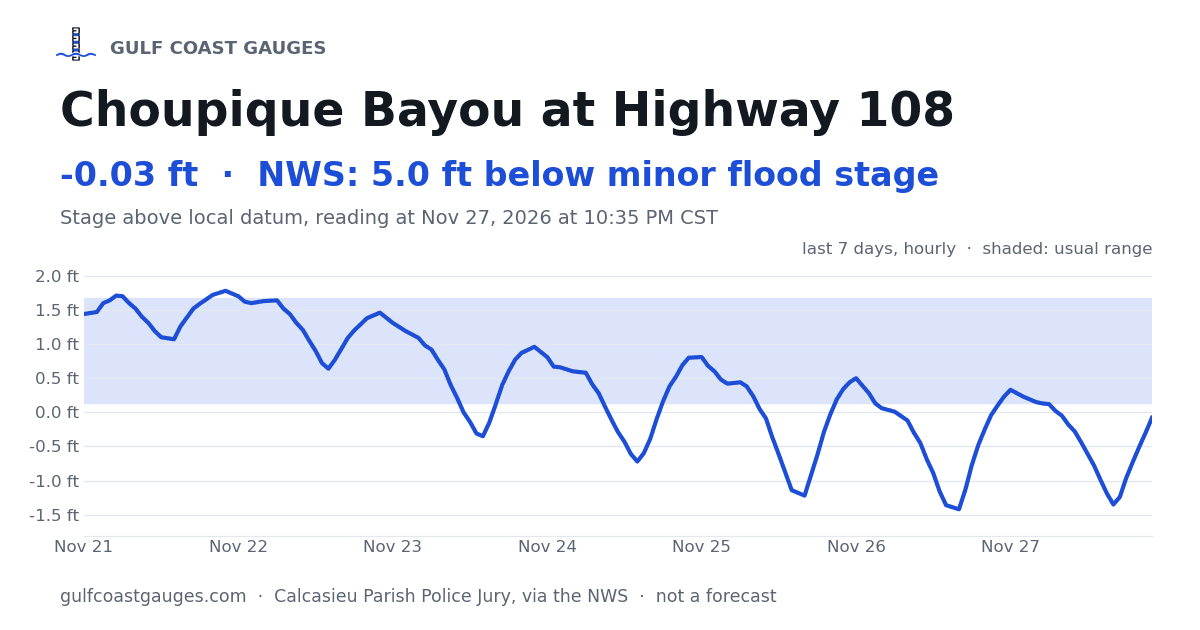 GULF COAST GAUGES
Choupique Bayou at Highway 108
-0.03 ft · NWS: 5.0 ft below minor flood stage
Stage above local datum, reading at Nov 27, 2026 at 10:35 PM CST
last 7 days, hourly · shaded: usual range
2.0 ft
1.5 ft
1.0 ft
0.5 ft
0.0 ft
-0.5 ft
-1.0 ft
-1.5 ft
Nov 21 Nov 22 Nov 23 Nov 24 Nov 25 Nov 26 Nov 27
gulfcoastgauges.com · Calcasieu Parish Police Jury, via the NWS · not a forecast